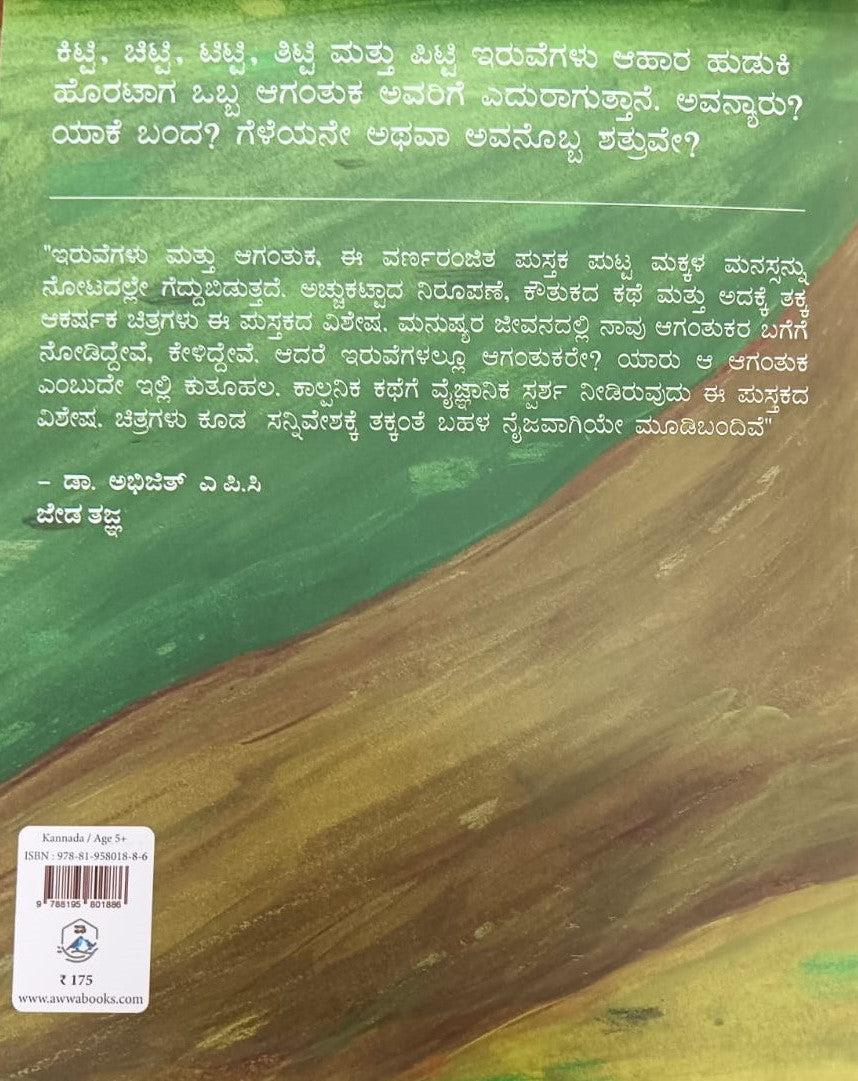 ಕಿಟ್ಟಿ, ಚಿಟ್ಟಿ, ಟಿಟ್ಟಿ, ತಿಟ್ಟಿ ಮತ್ತು ಪಿಟ್ಟಿ ಇರುವೆಗಳು ಆಹಾರ ಹುಡುಕಿ
ಹೊರಟಾಗ ಒಬ್ಬ ಆಗಂತುಕ ಅವರಿಗೆ ಎದುರಾಗುತ್ತಾನೆ. ಅವನ್ಯಾರು?
ಯಾಕೆ ಬಂದ? ಗೆಳೆಯನೇ ಅಥವಾ ಅವನೊಬ್ಬ ಶತ್ರುವೇ?
"ಇರುವೆಗಳು ಮತ್ತು ಆಗಂತುಕ, ಈ ವರ್ಣರಂಜಿತ ಪುಸ್ತಕ ಪುಟ್ಟ ಮಕ್ಕಳ ಮನಸ್ಸನ್ನು
ನೋಟದಲ್ಲೇ ಗೆದ್ದುಬಿಡುತ್ತದೆ. ಅಚ್ಚುಕಟ್ಟಾದ ನಿರೂಪಣೆ, ಕೌತುಕದ ಕಥೆ ಮತ್ತು ಅದಕ್ಕೆ ತಕ್ಕ
ಆಕರ್ಷಕ ಚಿತ್ರಗಳು ಈ ಪುಸ್ತಕದ ವಿಶೇಷ. ಮನುಷ್ಯರ ಜೀವನದಲ್ಲಿ ನಾವು ಆಗಂತುಕರ ಬಗೆಗೆ
ನೋಡಿದ್ದೇವೆ, ಕೇಳಿದ್ದೇವೆ. ಆದರೆ ಇರುವೆಗಳಲ್ಲೂ ಆಗಂತುಕರೇ? ಯಾರು ಆ ಆಗಂತುಕ
ಎಂಬುದೇ ಇಲ್ಲಿ ಕುತೂಹಲ. ಕಾಲ್ಪನಿಕ ಕಥೆಗೆ ವೈಜ್ಞಾನಿಕ ಸ್ಪರ್ಶ ನೀಡಿರುವುದು ಈ ಪುಸ್ತಕದ
ವಿಶೇಷ. ಚಿತ್ರಗಳು ಕೂಡ ಸನ್ನಿವೇಶಕ್ಕೆ ತಕ್ಕಂತೆ ಬಹಳ ನೈಜವಾಗಿಯೇ ಮೂಡಿಬಂದಿವೆ"
– ಡಾ. ಅಭಿಜಿತ್ ಎ ಪಿ.ಸಿ
ಜೇಡ ತಜ್ಞ
Kannada / Age 5+
ISBN : 978-81-958018-8-6
9 788195 801886
₹ 175
www.awwabooks.com